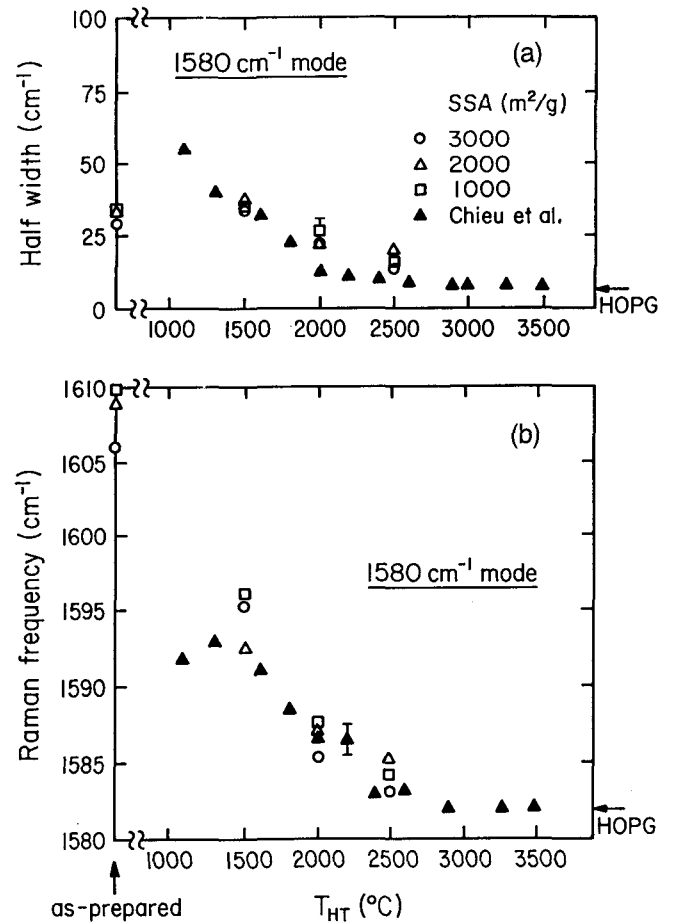 100
75
50
25
0
Half width (cm⁻¹)
1580 cm⁻¹ mode
(a)
SSA (m²/g)
3000
2000
1000
Chieu et al.
HOPG
1000 1500 2000 2500 3000 3500
1610
1605
1600
1595
1590
1585
1580
Raman frequency (cm⁻¹)
(b)
1580 cm⁻¹ mode
HOPG
1000 1500 2000 2500 3000 3500
as-prepared
T_HT (°C)